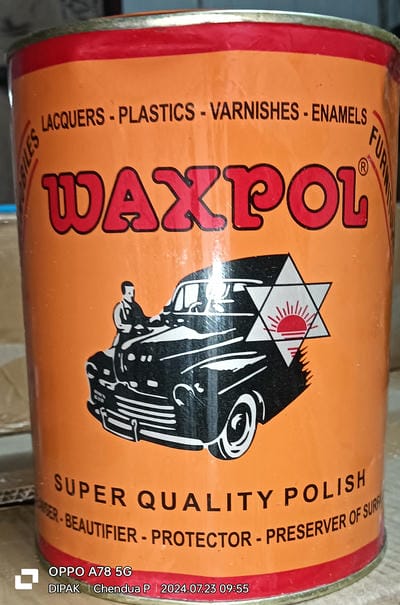 LACQUERS - PLASTICS - VARNISHES - ENAMELS
WAXPOL®
SUPER QUALITY POLISH
BEAUTIFIER - PROTECTOR - PRESERVER OF
OPPO A78 5G
DIPAK | Chendua P | 2024.07.23 09:55